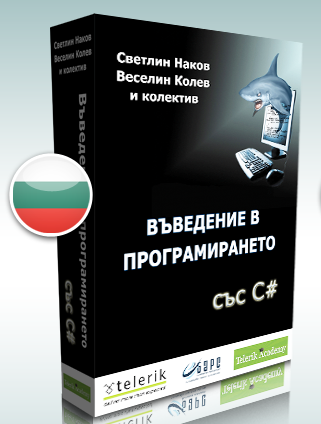 Светлин Наков
Веселин Колев
и колектив
ВЪВЕДЕНИЕ В
ПРОГРАМИРАНЕТО
със C#
Светлин Наков
Веселин Колев
и колектив
Въведение в
програмирането
със C#
telerik
БАРС
Telerik Academy